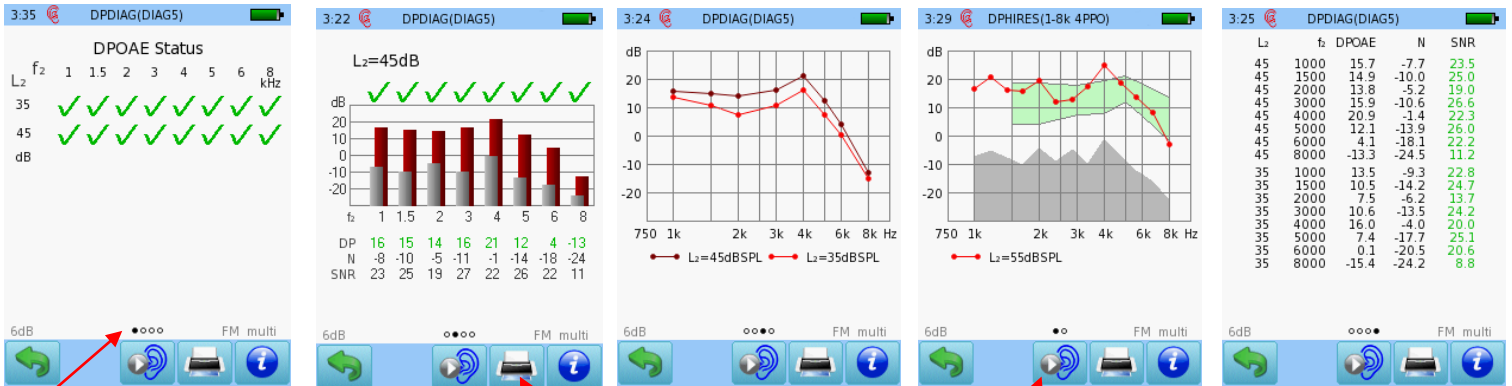 3:35 DPDIAG(DIAG5)
DPOAE Status
f₂ 1 1.5 2 3 4 5 6 8
L₂ kHz
35
45
dB
6dB FM multi
3:22 DPDIAG(DIAG5)
L₂=45dB
dB
20
10
0
-10
-20
f₂ 1 1.5 2 3 4 5 6 8
DP 16 15 14 16 21 12 4 -13
N -8 -10 -5 -11 -1 -14 -18 -24
SNR 23 25 19 27 22 26 22 11
6dB FM multi
3:24 DPDIAG(DIAG5)
dB
20
10
0
-10
-20
750 1k 2k 3k 4k 6k 8k Hz
L₂=45dBSPL L₂=35dBSPL
6dB FM multi
3:29 DPHIRES(1-8k 4PPO)
dB
20
10
0
-10
-20
750 1k 2k 3k 4k 6k 8k Hz
L₂=55dBSPL
6dB FM multi
3:25 DPDIAG(DIAG5)
L₂ f₂ DPOAE N SNR
45 1000 15.7 -7.7 23.5
45 1500 14.9 -10.0 25.0
45 2000 13.8 -5.2 19.0
45 3000 15.9 -10.6 26.6
45 4000 20.9 -1.4 22.3
45 5000 12.1 -13.9 26.0
45 6000 4.1 -18.1 22.2
45 8000 -13.3 -24.5 11.2
35 1000 13.5 -9.3 22.8
35 1500 10.5 -14.2 24.7
35 2000 7.5 -6.2 13.7
35 3000 10.6 -13.5 24.2
35 4000 16.0 -4.0 20.0
35 5000 7.4 -17.7 25.1
35 6000 0.1 -20.5 20.6
35 8000 -15.4 -24.2 8.8
6dB FM multi